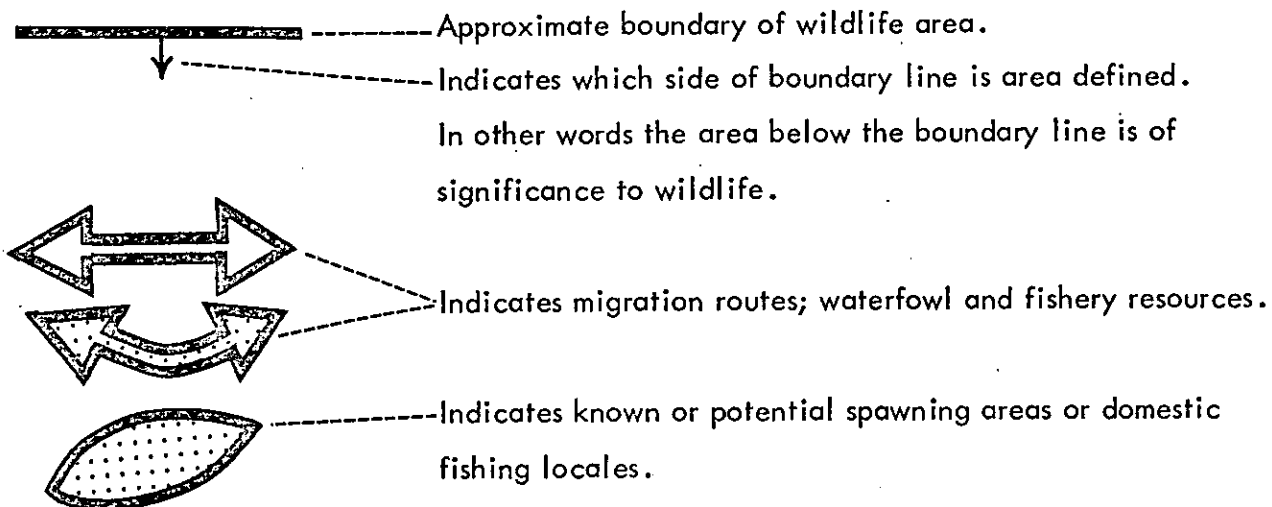 Approximate boundary of wildlife area.
Indicates which side of boundary line is area defined.
In other words the area below the boundary line is of
significance to wildlife.
Indicates migration routes; waterfowl and fishery resources.
Indicates known or potential spawning areas or domestic
fishing locales.